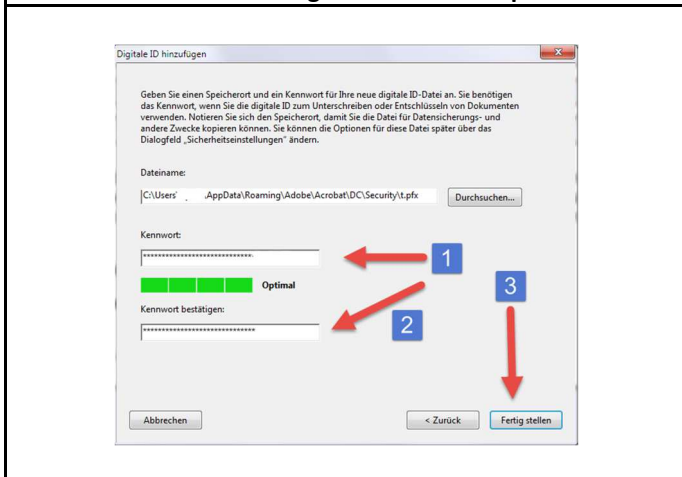 Digitale ID hinzufügen
Geben Sie einen Speicherort und ein Kennwort für Ihre neue digitale ID-Datei an. Sie benötigen
das Kennwort, wenn Sie die digitale ID zum Unterschreiben oder Entschlüsseln von Dokumenten
verwenden. Notieren Sie sich den Speicherort, damit Sie die Datei für Datensicherungs- und
andere Zwecke kopieren können. Sie können die Optionen für diese Datei später über das
Dialogfeld „Sicherheitseinstellungen" ändern.
Dateiname:
C:\Users' .AppData\Roaming\Adobe\Acrobat\DC\Security\t.pfx Durchsuchen...
Kennwort:
******************************
1
Optimal
3
Kennwort bestätigen:
2
******************************
Abbrechen < Zurück Fertig stellen